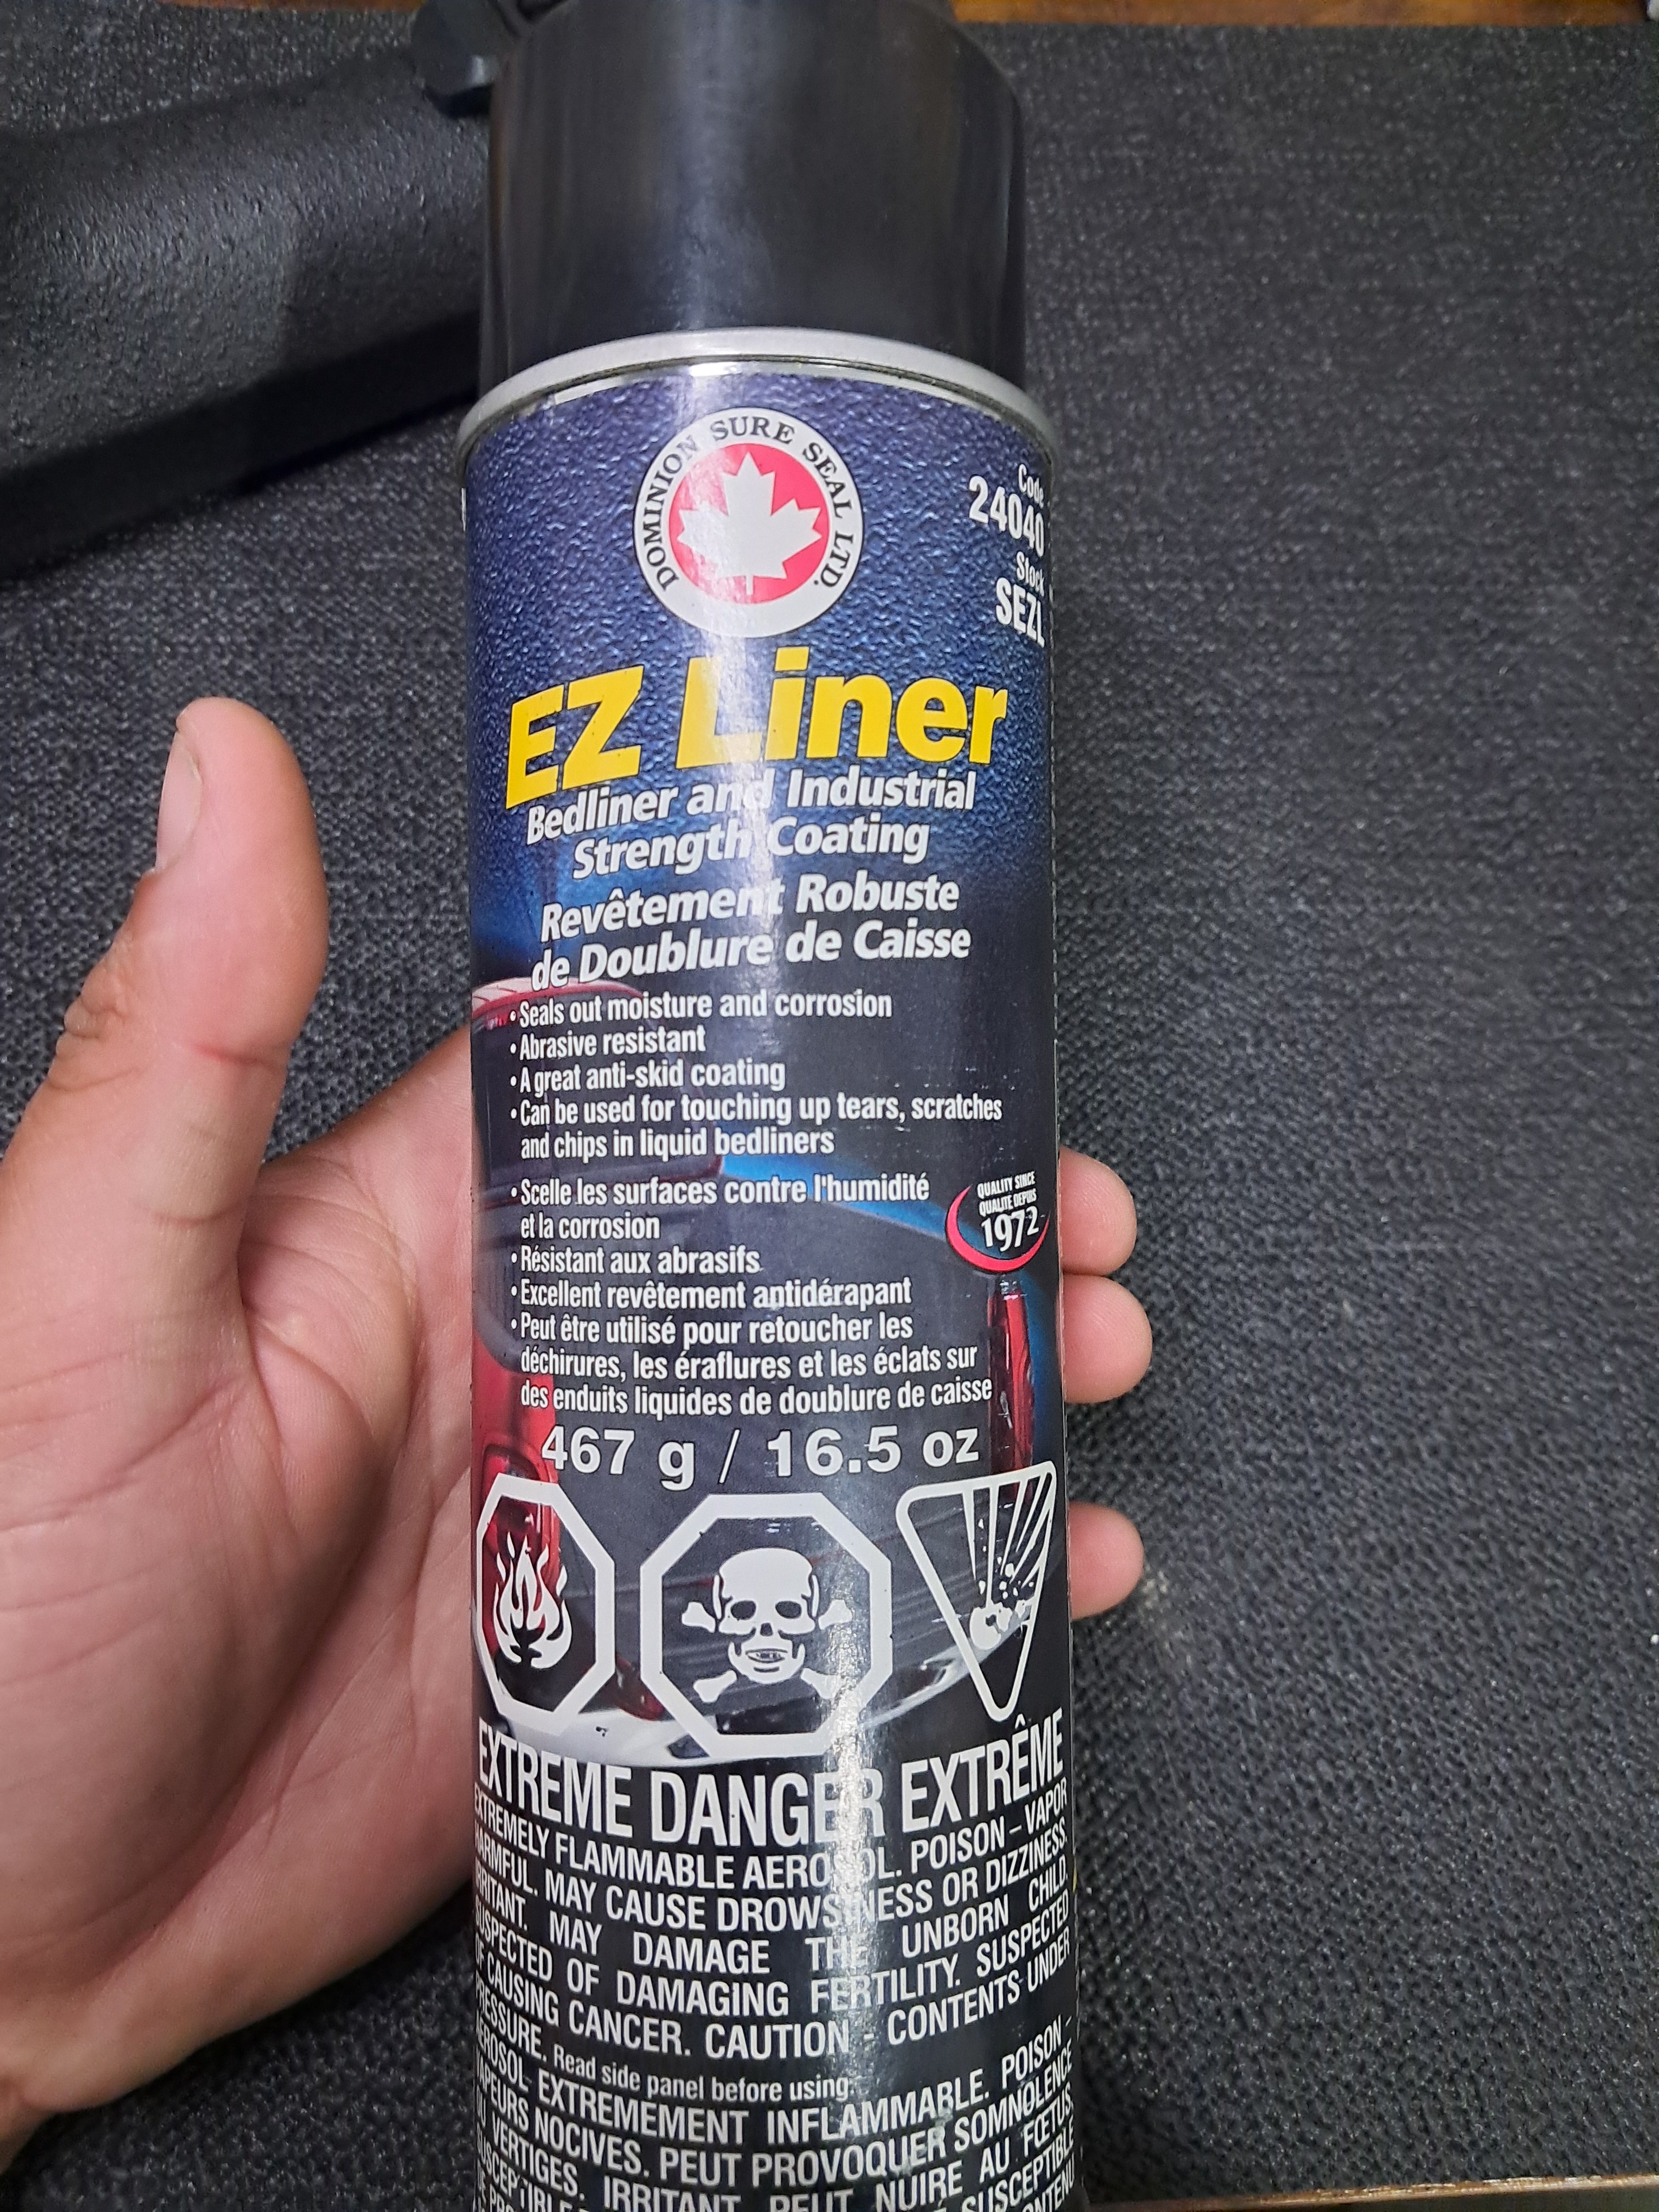 DOMINION SURE SEAL LTD.
Code
24040
Stock
SEZL
EZ Liner
Bedliner and Industrial
Strength Coating
Revêtement Robuste
de Doublure de Caisse
• Seals out moisture and corrosion
• Abrasive resistant
• A great anti-skid coating
• Can be used for touching up tears, scratches
and chips in liquid bedliners
• Scelle les surfaces contre l'humidité
et la corrosion
• Résistant aux abrasifs
• Excellent revêtement antidérapant
• Peut être utilisé pour retoucher les
déchirures, les éraflures et les éclats sur
des enduits liquides de doublure de caisse
QUALITY SINCE
QUALITÉ DEPUIS
1972
467 g / 16.5 oz
EXTREME DANGER EXTRÊME
EXTREMELY FLAMMABLE AEROSOL. POISON – VAPOR
HARMFUL. MAY CAUSE DROWSINESS OR DIZZINESS.
IRRITANT. MAY DAMAGE THE UNBORN CHILD.
SUSPECTED OF DAMAGING FERTILITY. SUSPECTED
OF CAUSING CANCER. CAUTION - CONTENTS UNDER
PRESSURE. Read side panel before using.
AEROSOL EXTREMEMENT INFLAMMABLE. POISON –
VAPEURS NOCIVES. PEUT PROVOQUER SOMNOLENCE
OU VERTIGES. IRRITANT. PEUT NUIRE AU FŒTUS.
SUSCEPTIBLE